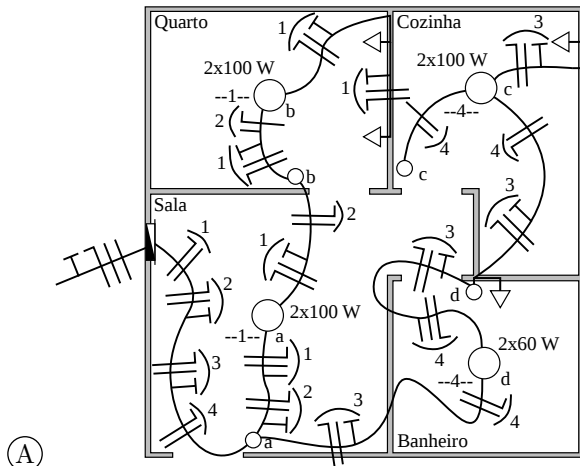 Quarto
Cozinha
1
3
2x100 W
2x100 W
--1--
b
1
c
2
--4--
4
4
1
b
c
3
Sala
1
2
3
1
2
2x100 W
d
--1--
a
2x60 W
1
4
3
--4--
d
2
4
3
4
a
Banheiro
A